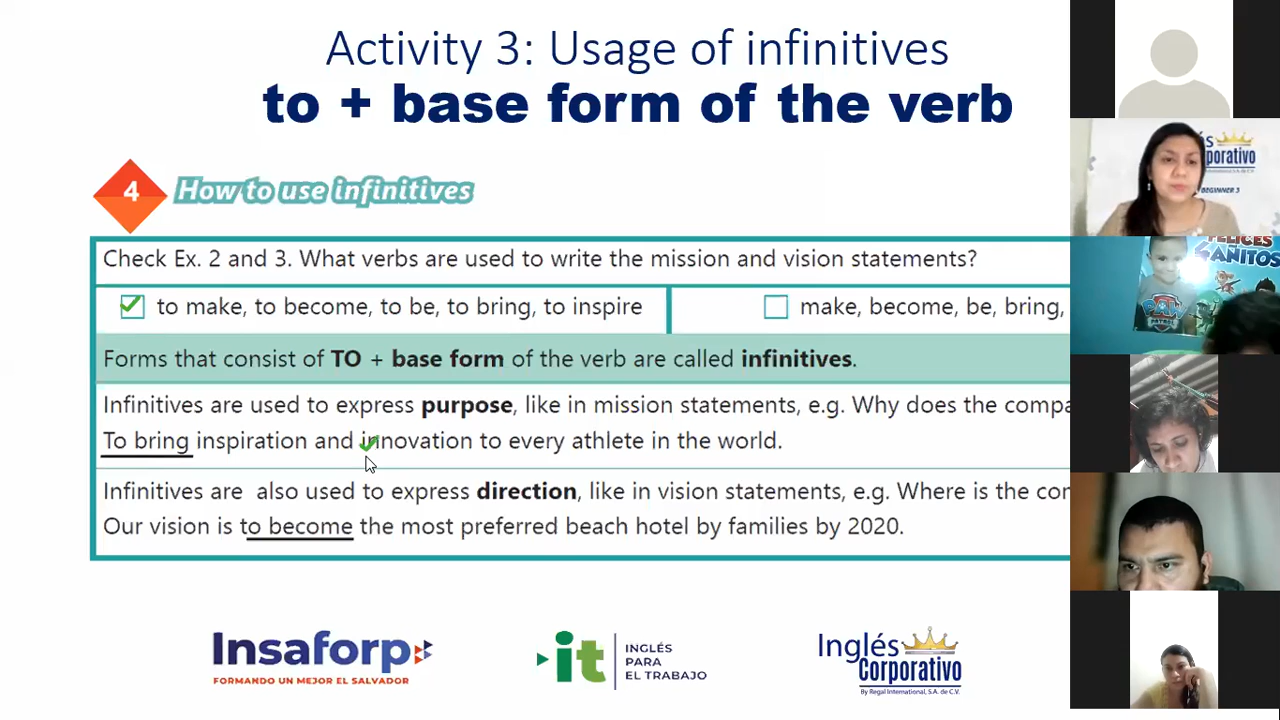 Activity 3: Usage of infinitives
to + base form of the verb
4
How to use infinitives
Check Ex. 2 and 3. What verbs are used to write the mission and vision statements?
to make, to become, to be, to bring, to inspire
make, become, be, bring,
Forms that consist of TO + base form of the verb are called infinitives.
Infinitives are used to express purpose, like in mission statements, e.g. Why does the
To bring inspiration and innovation to every athlete in the world.
Infinitives are also used to express direction, like in vision statements, e.g. Where is the
Our vision is to become the most preferred beach hotel by families by 2020.
Insaforp
FORMANDO UN MEJOR EL SALVADOR
it
INGLÉS
PARA
EL TRABAJO
Inglés
Corporativo
By Regal International, S.A. de C.V.
BEGINNER 3
FELICES
PAW